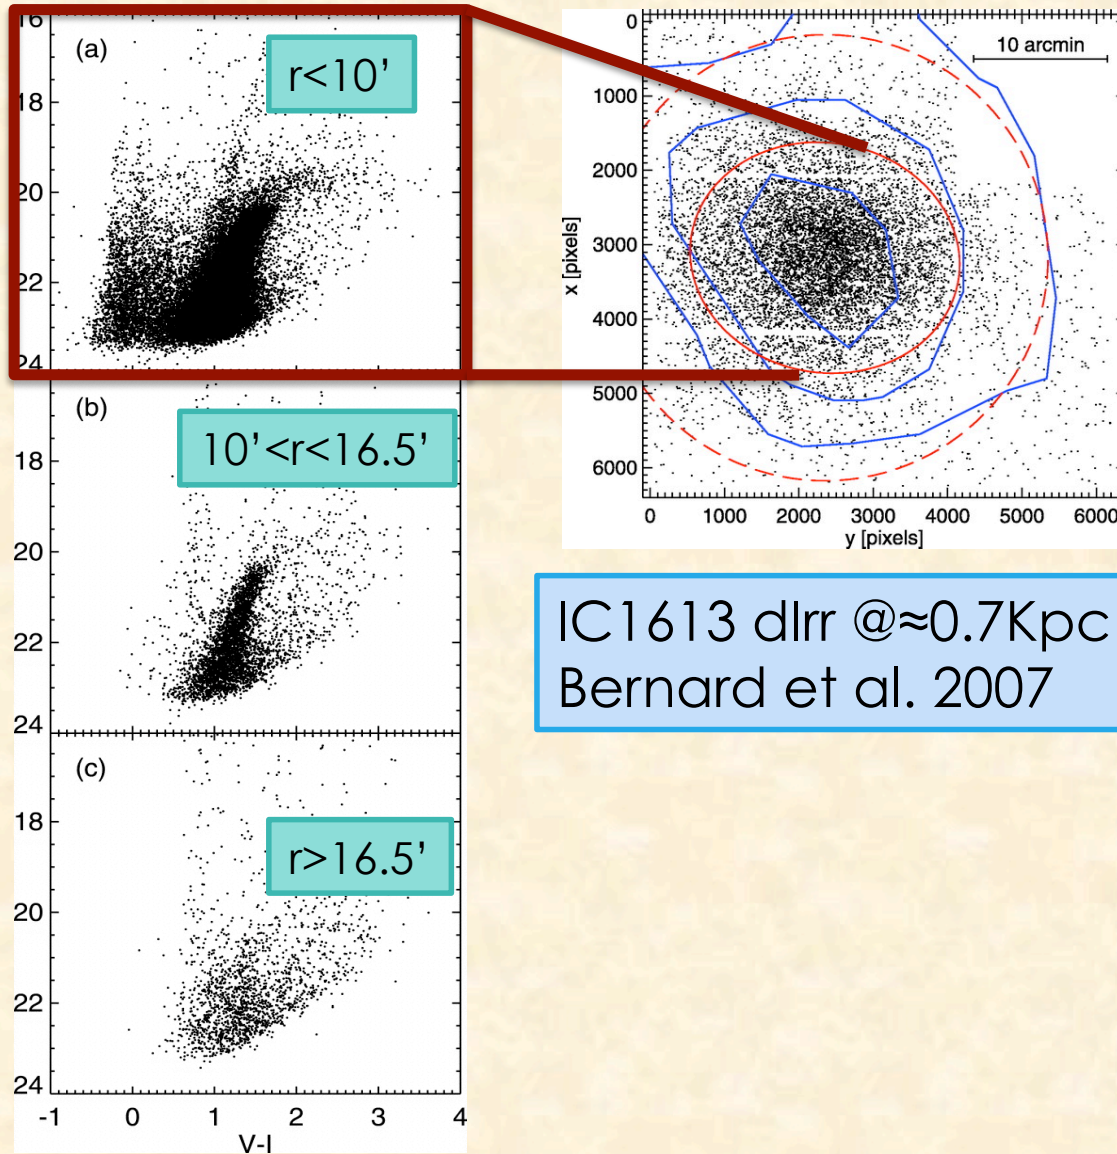 16
(a)
r<10’
18
20
22
24
(b)
10’<r<16.5’
18
20
22
24
(c)
r>16.5’
18
20
22
24
-1 0 1 2 3 4
V-I
0
10 arcmin
1000
2000
3000
4000
5000
6000
x [pixels]
0 1000 2000 3000 4000 5000 6000
y [pixels]
IC1613 dIrr @≈0.7Kpc
Bernard et al. 2007